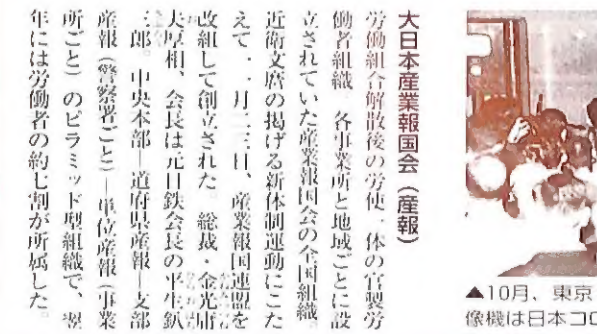 大日本産業報国会（産報）
労働組合解散後の労使一体の官製労
働者組織。各事業所と地域ごとに設
立されていた産業報国会の全国組織。
近衛文麿の掲げる新体制運動にこた
えて、一一月二三日、産業報国連盟を
改組して創立された。総裁・金光庸
夫厚相、会長は元日鉄会長の平生釟
三郎。中央本部―道府県産報―支部
産報（警察署ごと）―単位産報（事業
所ごと）のピラミッド型組織で、翌
年には労働者の約七割が所属した。
▲10月、東京
像機は日本コロ